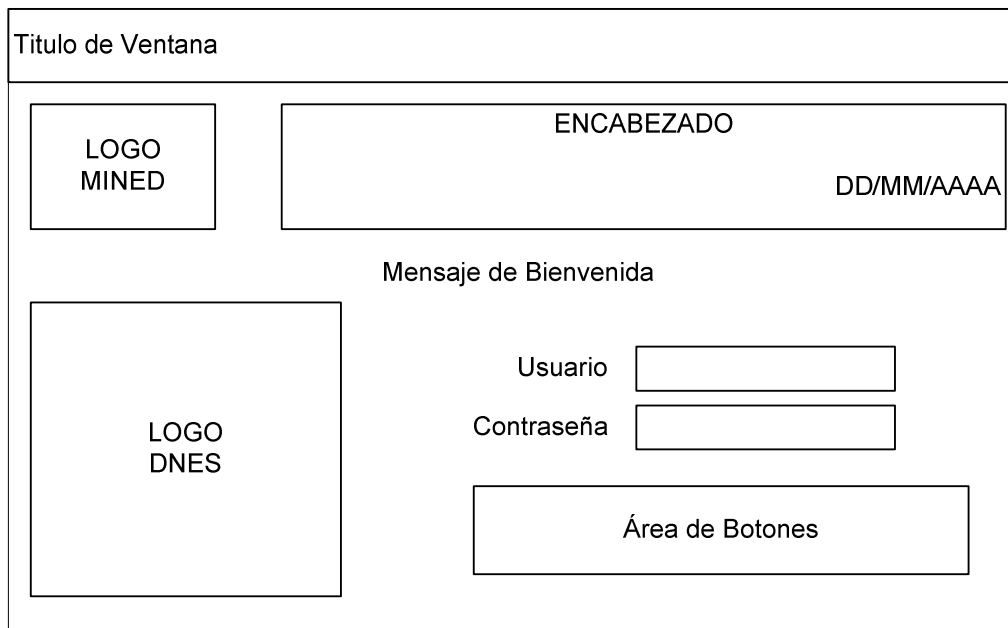 Titulo de Ventana
LOGO
MINED
ENCABEZADO
DD/MM/AAAA
Mensaje de Bienvenida
LOGO
DNES
Usuario
Contraseña
Área de Botones